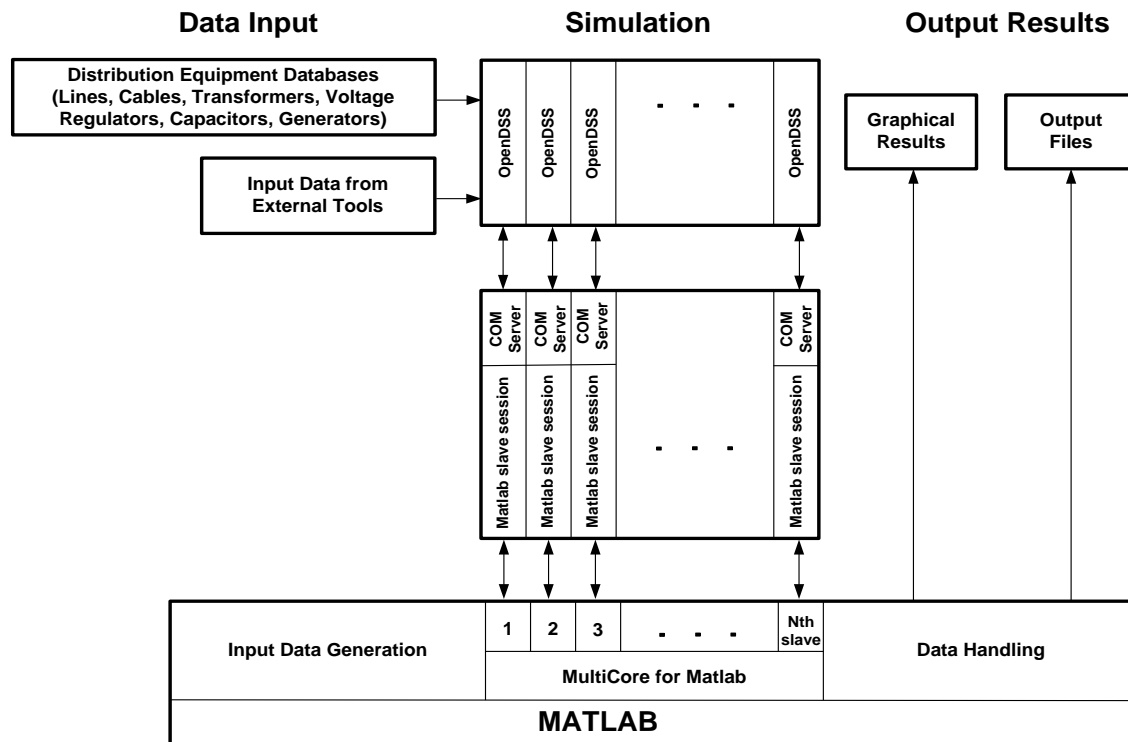 Data Input
Simulation
Output Results
Distribution Equipment Databases
(Lines, Cables, Transformers, Voltage
Regulators, Capacitors, Generators)
Input Data from
External Tools
OpenDSS
OpenDSS
OpenDSS
- - -
OpenDSS
Graphical
Results
Output
Files
COM
Server
COM
Server
COM
Server
COM
Server
Matlab slave session
Matlab slave session
Matlab slave session
- - -
Matlab slave session
Input Data Generation
1
2
3
- - -
Nth
slave
MultiCore for Matlab
Data Handling
MATLAB